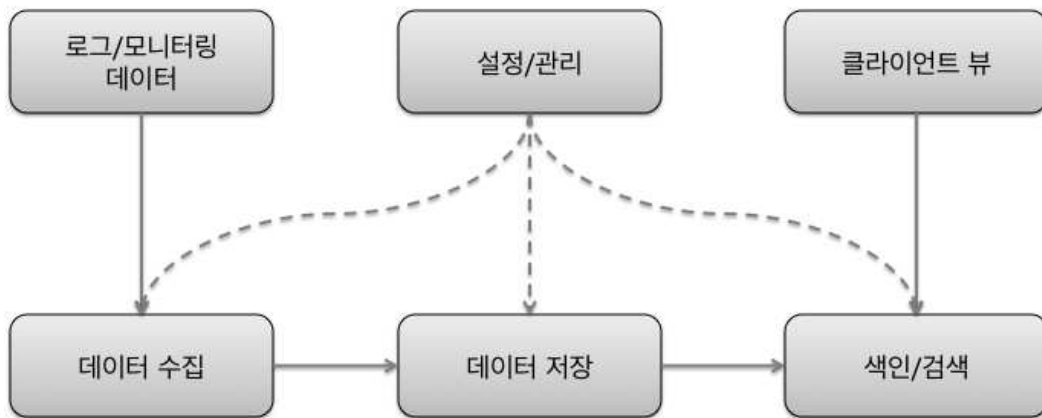 로그/모니터링
데이터
설정/관리
클라이언트 뷰
데이터 수집
데이터 저장
색인/검색